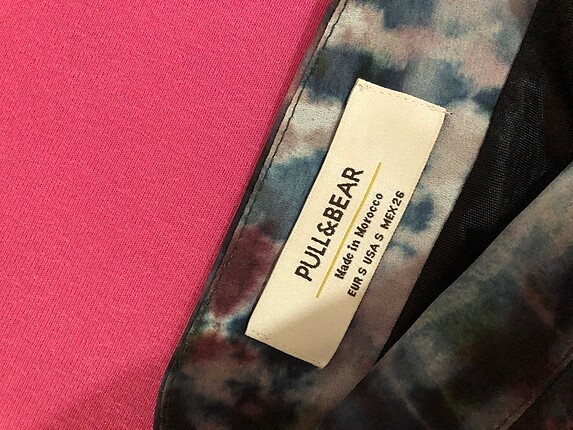 PULL&BEAR
Made in Morocco
EUR S USA S MEX 26